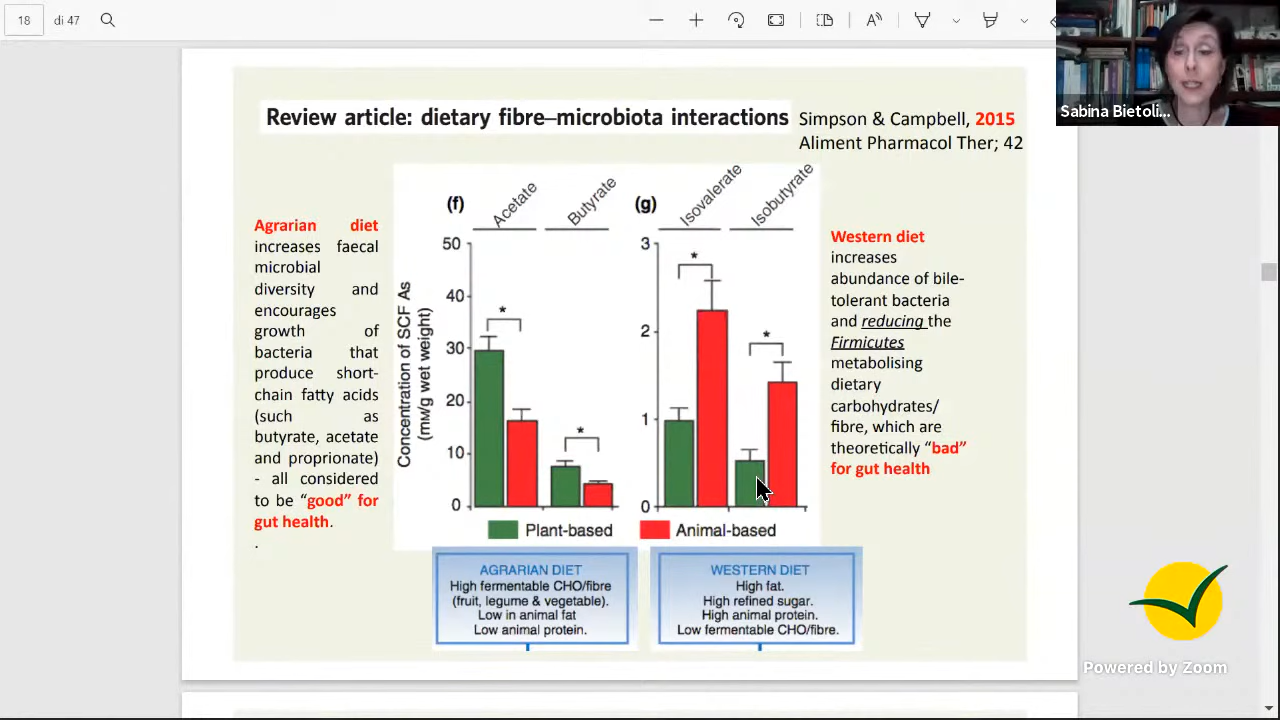 18
di 47
Sabina Bietoli...
Review article: dietary fibre–microbiota interactions
Simpson & Campbell, 2015
Aliment Pharmacol Ther; 42
Agrarian diet
increases faecal
microbial
diversity and
encourages
growth of
bacteria that
produce short-
chain fatty acids
(such as
butyrate, acetate
and proprionate)
- all considered
to be “good” for
gut health.
.
(f)
Acetate
Butyrate
(g)
Isovalerate
Isobutyrate
Concentration of SCF As
(mм/g wet weight)
50
40
30
20
10
0
*
*
3
2
1
0
*
*
Plant-based
Animal-based
Western diet
increases
abundance of bile-
tolerant bacteria
and reducing the
Firmicutes
metabolising
dietary
carbohydrates/
fibre, which are
theoretically “bad”
for gut health
AGRARIAN DIET
High fermentable CHO/fibre
(fruit, legume & vegetable).
Low in animal fat
Low animal protein.
WESTERN DIET
High fat.
High refined sugar.
High animal protein.
Low fermentable CHO/fibre.
Powered by Zoom